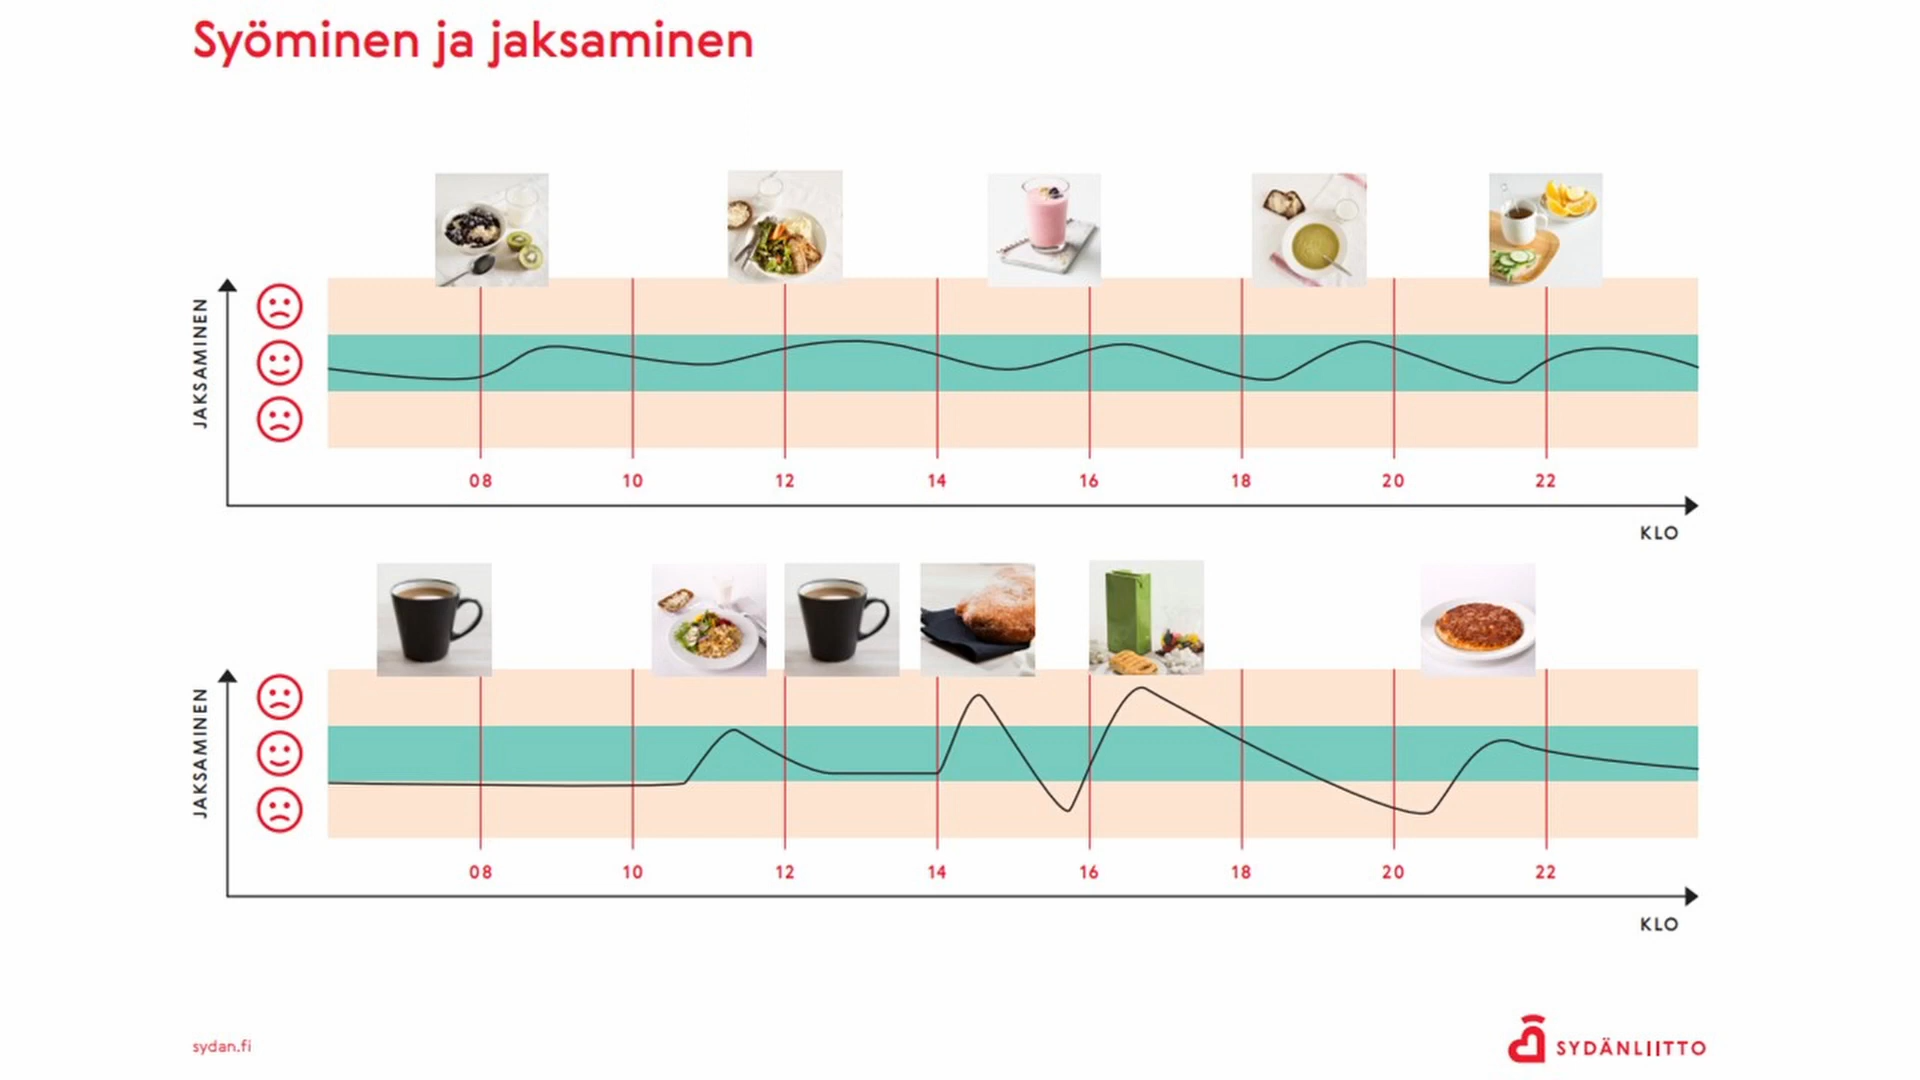 Syöminen ja jaksaminen
JAKSAMINEN
08 10 12 14 16 18 20 22
KLO
JAKSAMINEN
08 10 12 14 16 18 20 22
KLO
sydan.fi
SYDÄNLIITTO